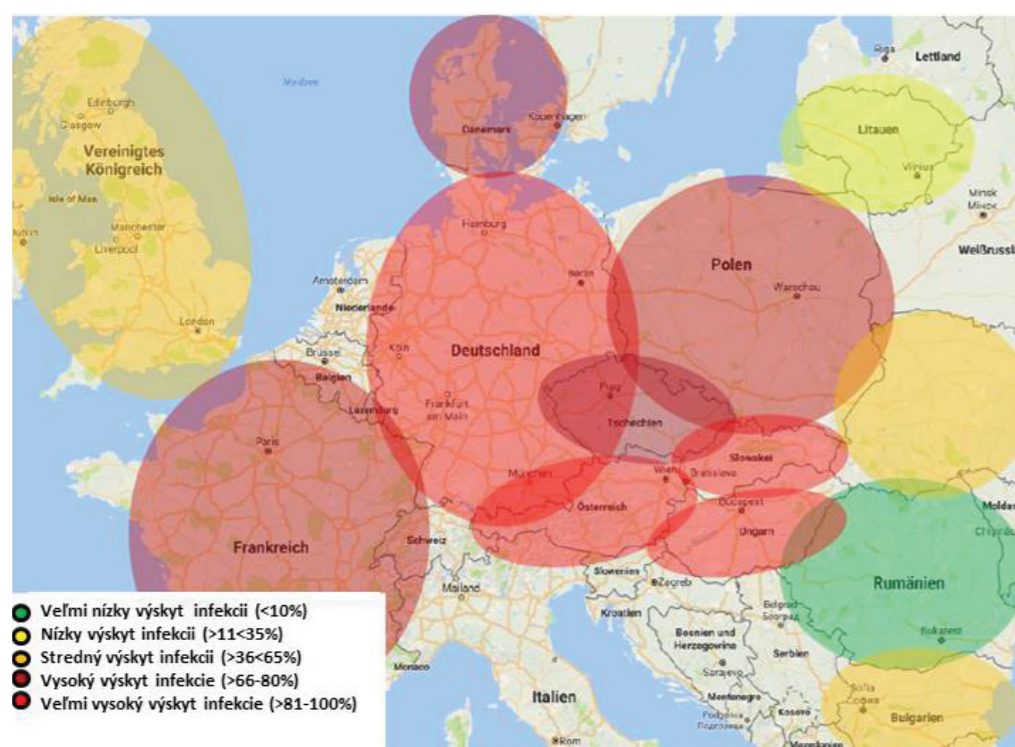 Riga
Lettland
Nordsee
Edinburgh
Glasgow
Vereinigtes
Königreich
Isle of Man
Manchester
Liverpool
London
Dänemark
Kopenhagen
Litauen
Vilnius
Minsk
Мінск
Weißrussl
Hamburg
Berlin
Polen
Warschau
Amsterdam
Niederlande
Deutschland
Köln
Brüssel
Belgien
Frankfurt
am Main
Luxemburg
Prag
Tschechien
Paris
München
Wien
Bratislava
Slowakei
Österreich
Budapest
Ungarn
Moldau
Frankreich
Schweiz
Slowenien
Zagreb
Mailand
Kroatien
Rumänien
Belgrad
Београд
Bukarest
Bosnien und
Herzegowina
Serbien
Sarajevo
Monaco
Italien
Montenegro
Kosovo
Sofia
София
Bulgarien
Rom
Veľmi nízky výskyt infekcii (<10%)
Nízky výskyt infekcii (>11<35%)
Stredný výskyt infekcii (>36<65%)
Vysoký výskyt infekcie (>66-80%)
Veľmi vysoký výskyt infekcie (>81-100%)